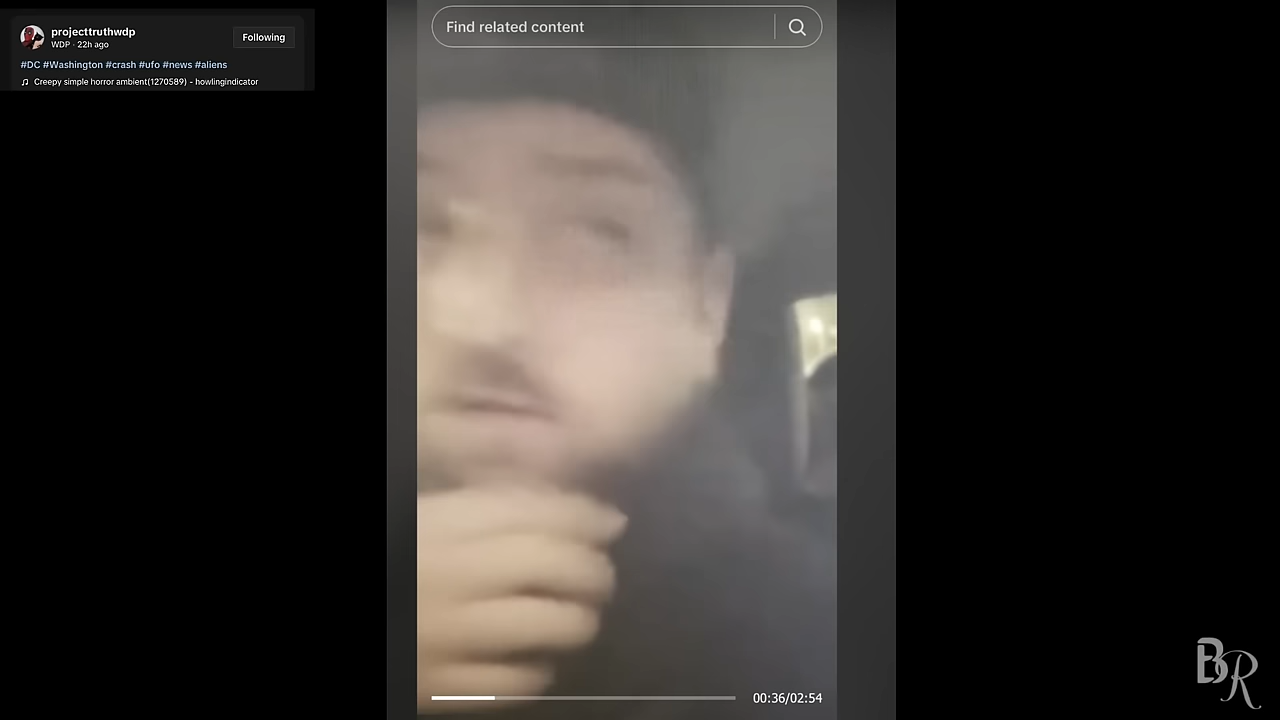 projecttruthwdp
WDP · 22h ago
Following
#DC #Washington #crash #ufo #news #aliens
Creepy simple horror ambient(1270589) - howlingindicator
Find related content
00:36/02:54
BR